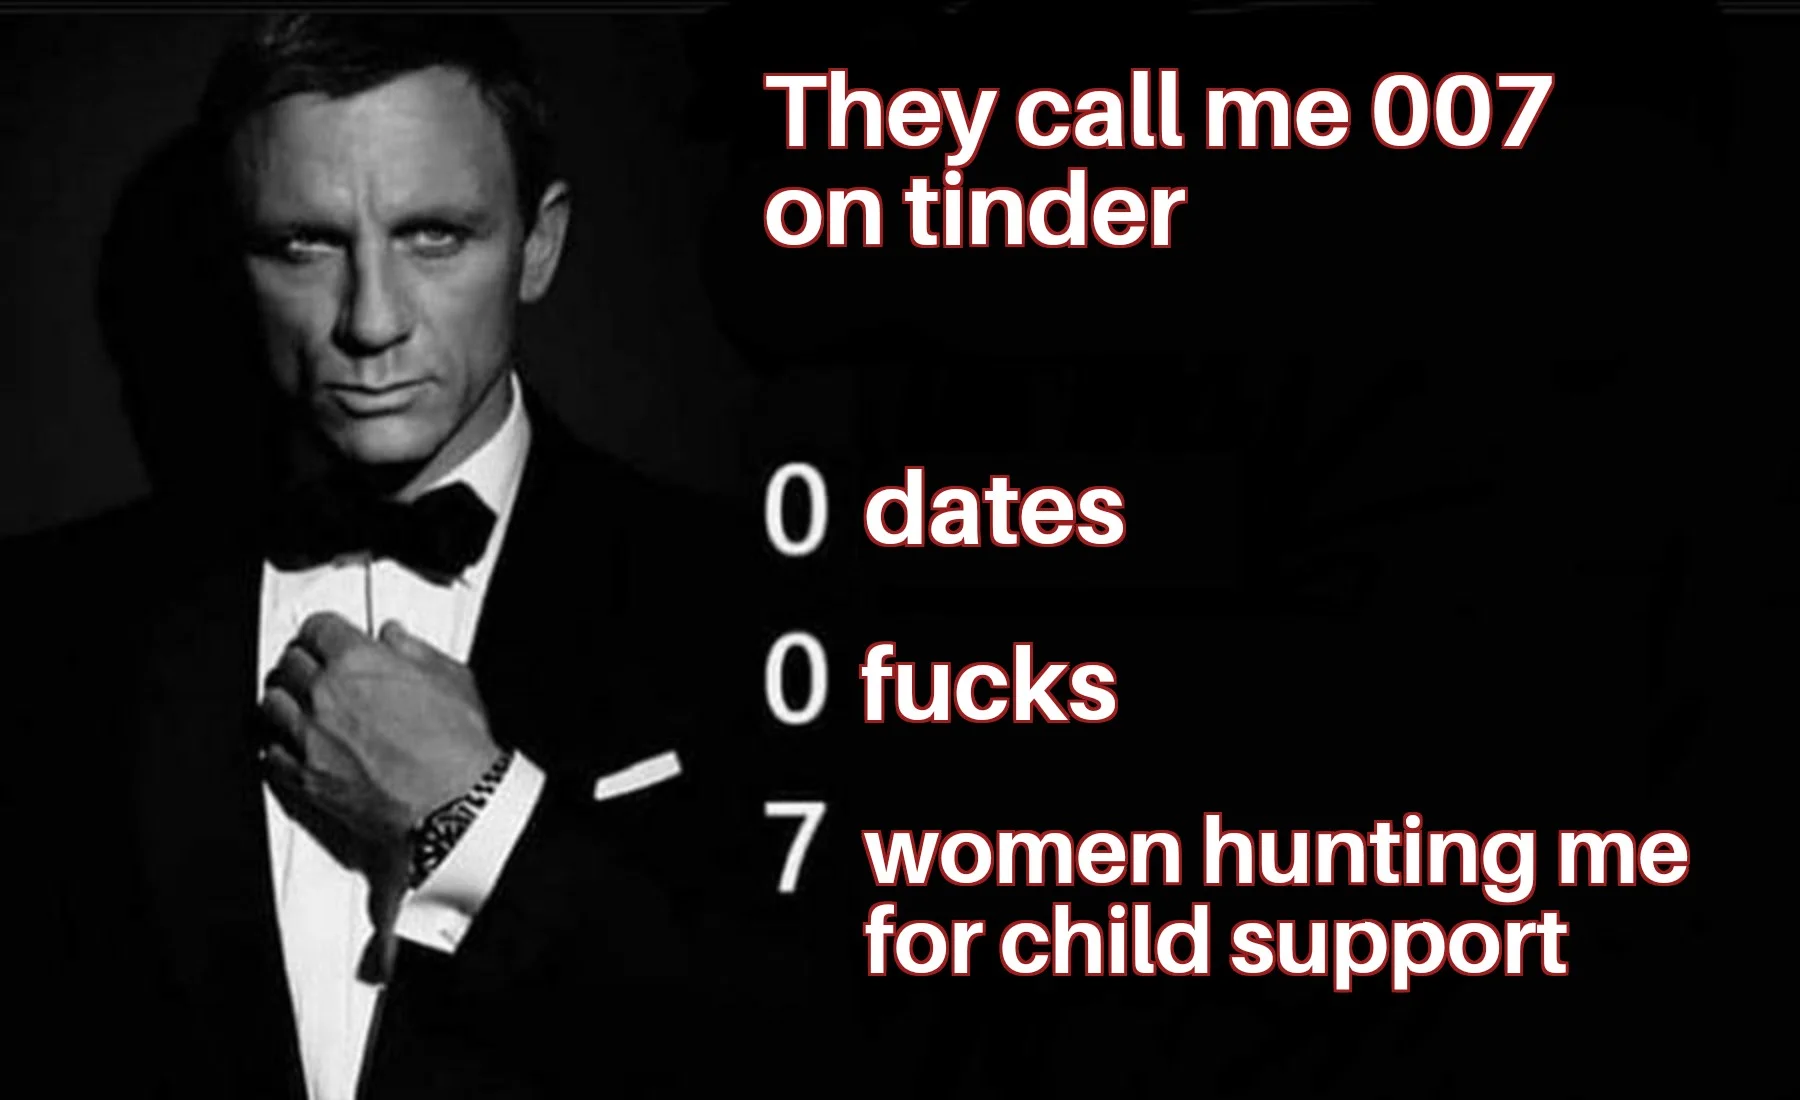 They call me 007
on tinder
0 dates
0 fucks
7 women hunting me
for child support